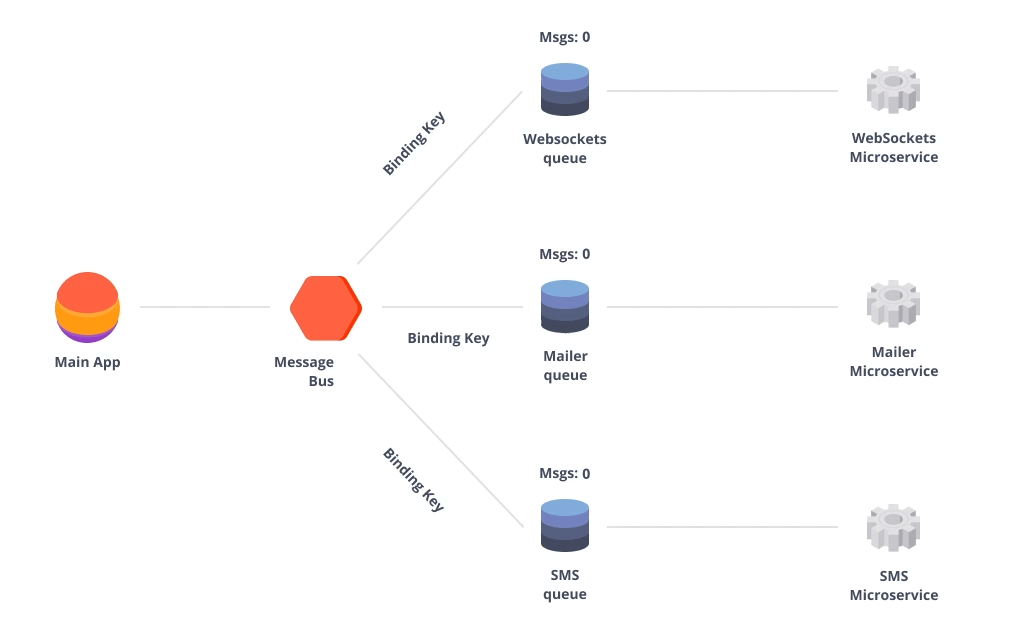 Msgs: 0
Binding Key
Websockets
queue
WebSockets
Microservice
Msgs: 0
Main App
Message
Bus
Binding Key
Mailer
queue
Mailer
Microservice
Binding Key
Msgs: 0
SMS
queue
SMS
Microservice